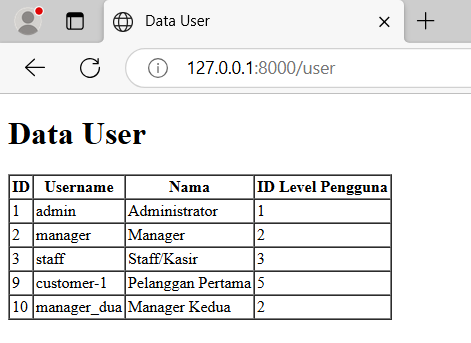 Data User
127.0.0.1:8000/user
Data User
ID Username Nama ID Level Pengguna
1 admin Administrator 1
2 manager Manager 2
3 staff Staff/Kasir 3
9 customer-1 Pelanggan Pertama 5
10 manager_dua Manager Kedua 2